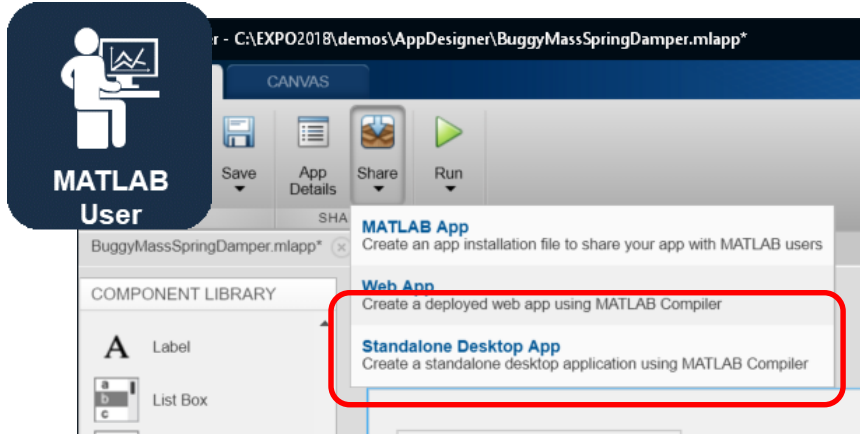 r - C:\EXPO2018\demos\AppDesigner\BuggyMassSpringDamper.mlapp*
CANVAS
MATLAB
User
Save
App
Details
Share
Run
SHA
BuggyMassSpringDamper.mlapp*
MATLAB App
Create an app installation file to share your app with MATLAB users
Web App
Create a deployed web app using MATLAB Compiler
Standalone Desktop App
Create a standalone desktop application using MATLAB Compiler
COMPONENT LIBRARY
A Label
a
b
c
List Box